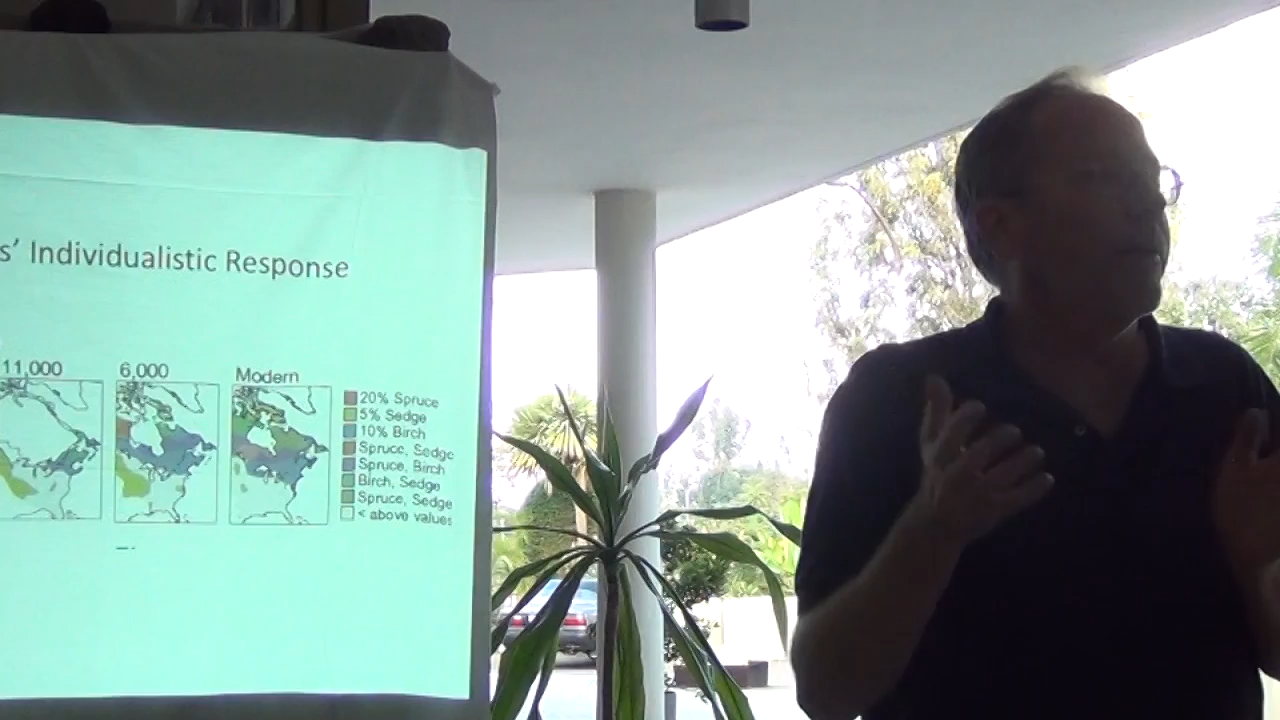 s' Individualistic Response
11,000 6,000 Modern
20% Spruce
5% Sedge
10% Birch
Spruce, Sedge
Spruce, Birch
Birch, Sedge
Spruce, Sedge
< above values